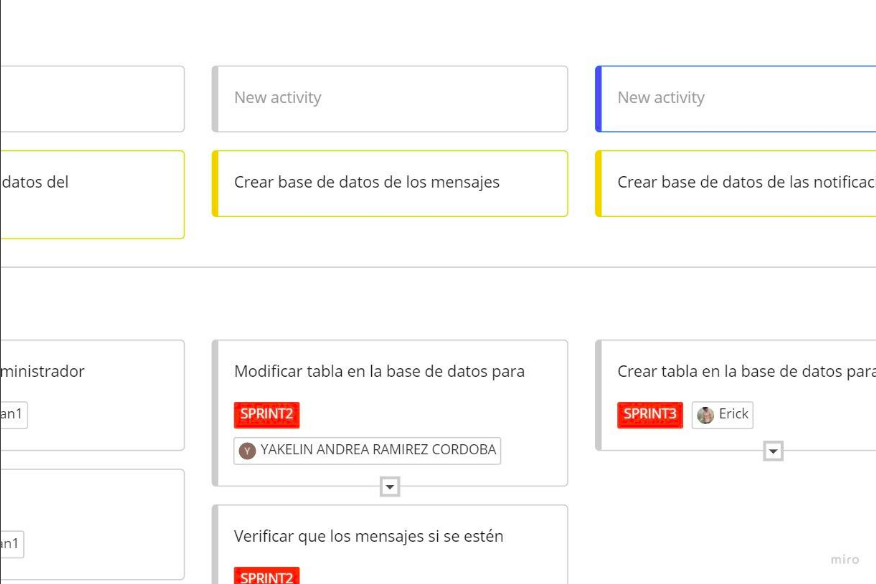 New activity
New activity
datos del
Crear base de datos de los mensajes
Crear base de datos de las notificac
ministrador
an1
Modificar tabla en la base de datos para
SPRINT2
Y YAKELIN ANDREA RAMIREZ CORDOBA
Crear tabla en la base de datos para
SPRINT3 Erick
an1
Verificar que los mensajes si se estén
SPRINT2
miro